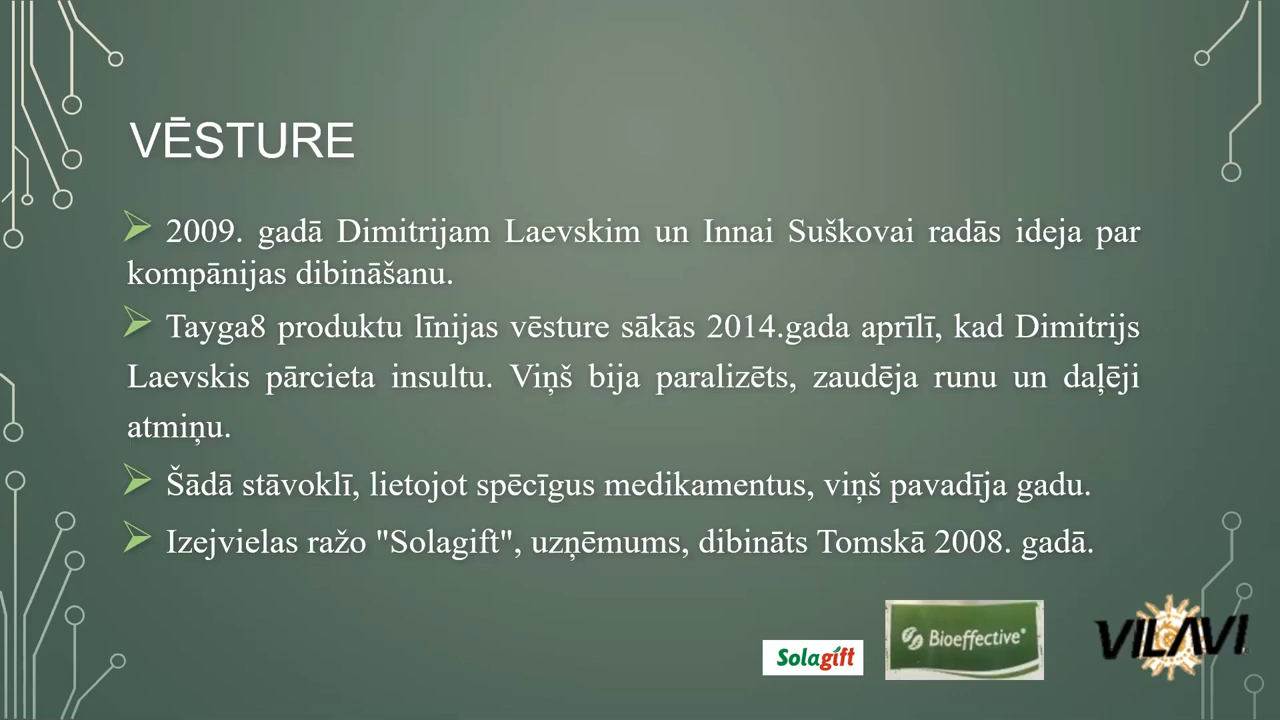 VĒSTURE
2009. gadā Dimitrijam Laevskim un Innai Suškovai radās ideja par
kompānijas dibināšanu.
Tayga8 produktu līnijas vēsture sākās 2014.gada aprīlī, kad Dimitrijs
Laevskis pārcieta insultu. Viņš bija paralizēts, zaudēja runu un daļēji
atmiņu.
Šādā stāvoklī, lietojot spēcīgus medikamentus, viņš pavadīja gadu.
Izejvielas ražo "Solagift", uzņēmums, dibināts Tomskā 2008. gadā.
Solagift
Bioeffective®
VILAVI